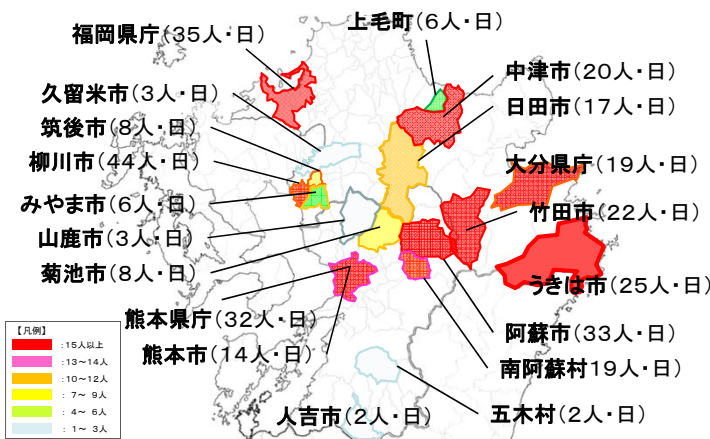 福岡県庁(35人・日)
上毛町(6人・日)
久留米市(3人・日)
中津市(20人・日)
筑後市(8人・日)
日田市(17人・日)
柳川市(44人・日)
大分県庁(19人・日)
みやま市(6人・日)
竹田市(22人・日)
山鹿市(3人・日)
菊池市(8人・日)
うきは市(25人・日)
熊本県庁(32人・日)
阿蘇市(33人・日)
熊本市(14人・日)
南阿蘇村19人・日)
人吉市(2人・日)
五木村(2人・日)
【凡例】
:15人以上
:13~14人
:10~12人
:7~ 9人
:4~ 6人
:1~ 3人